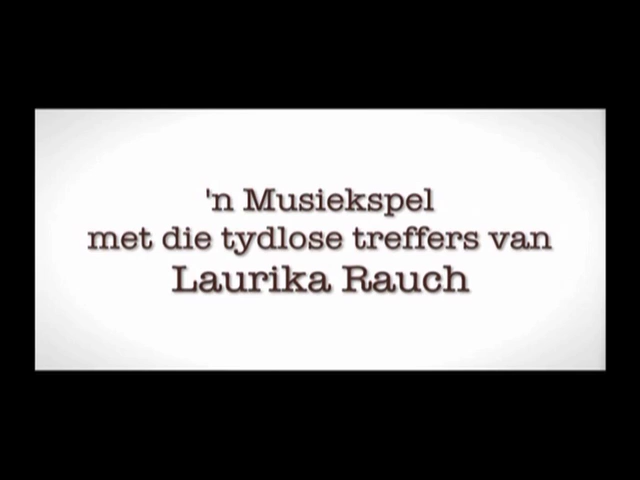 'n Musiekspel
met die tydlose treffers van
Laurika Rauch